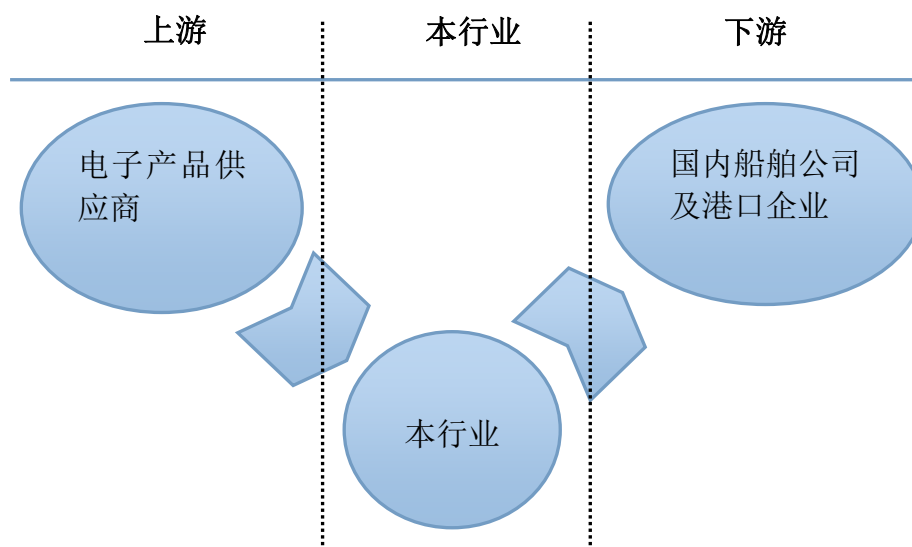 上游
本行业
下游
电子产品供
应商
国内船舶公司
及港口企业
本行业